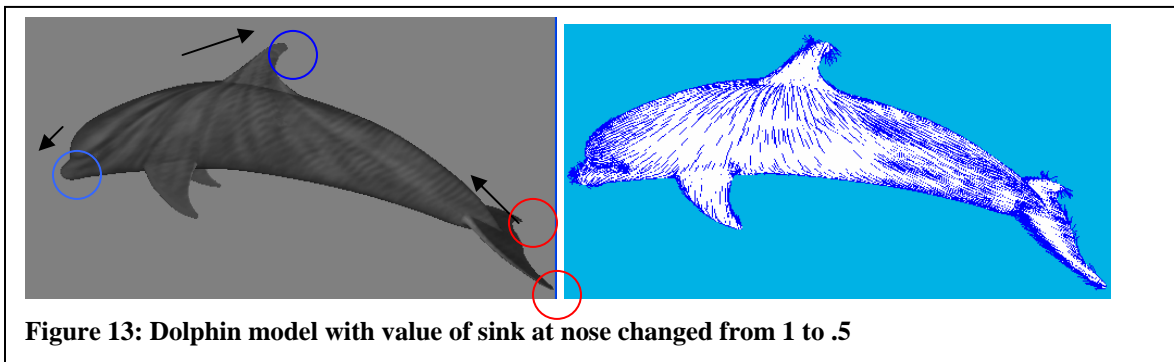 Figure 13: Dolphin model with value of sink at nose changed from 1 to .5